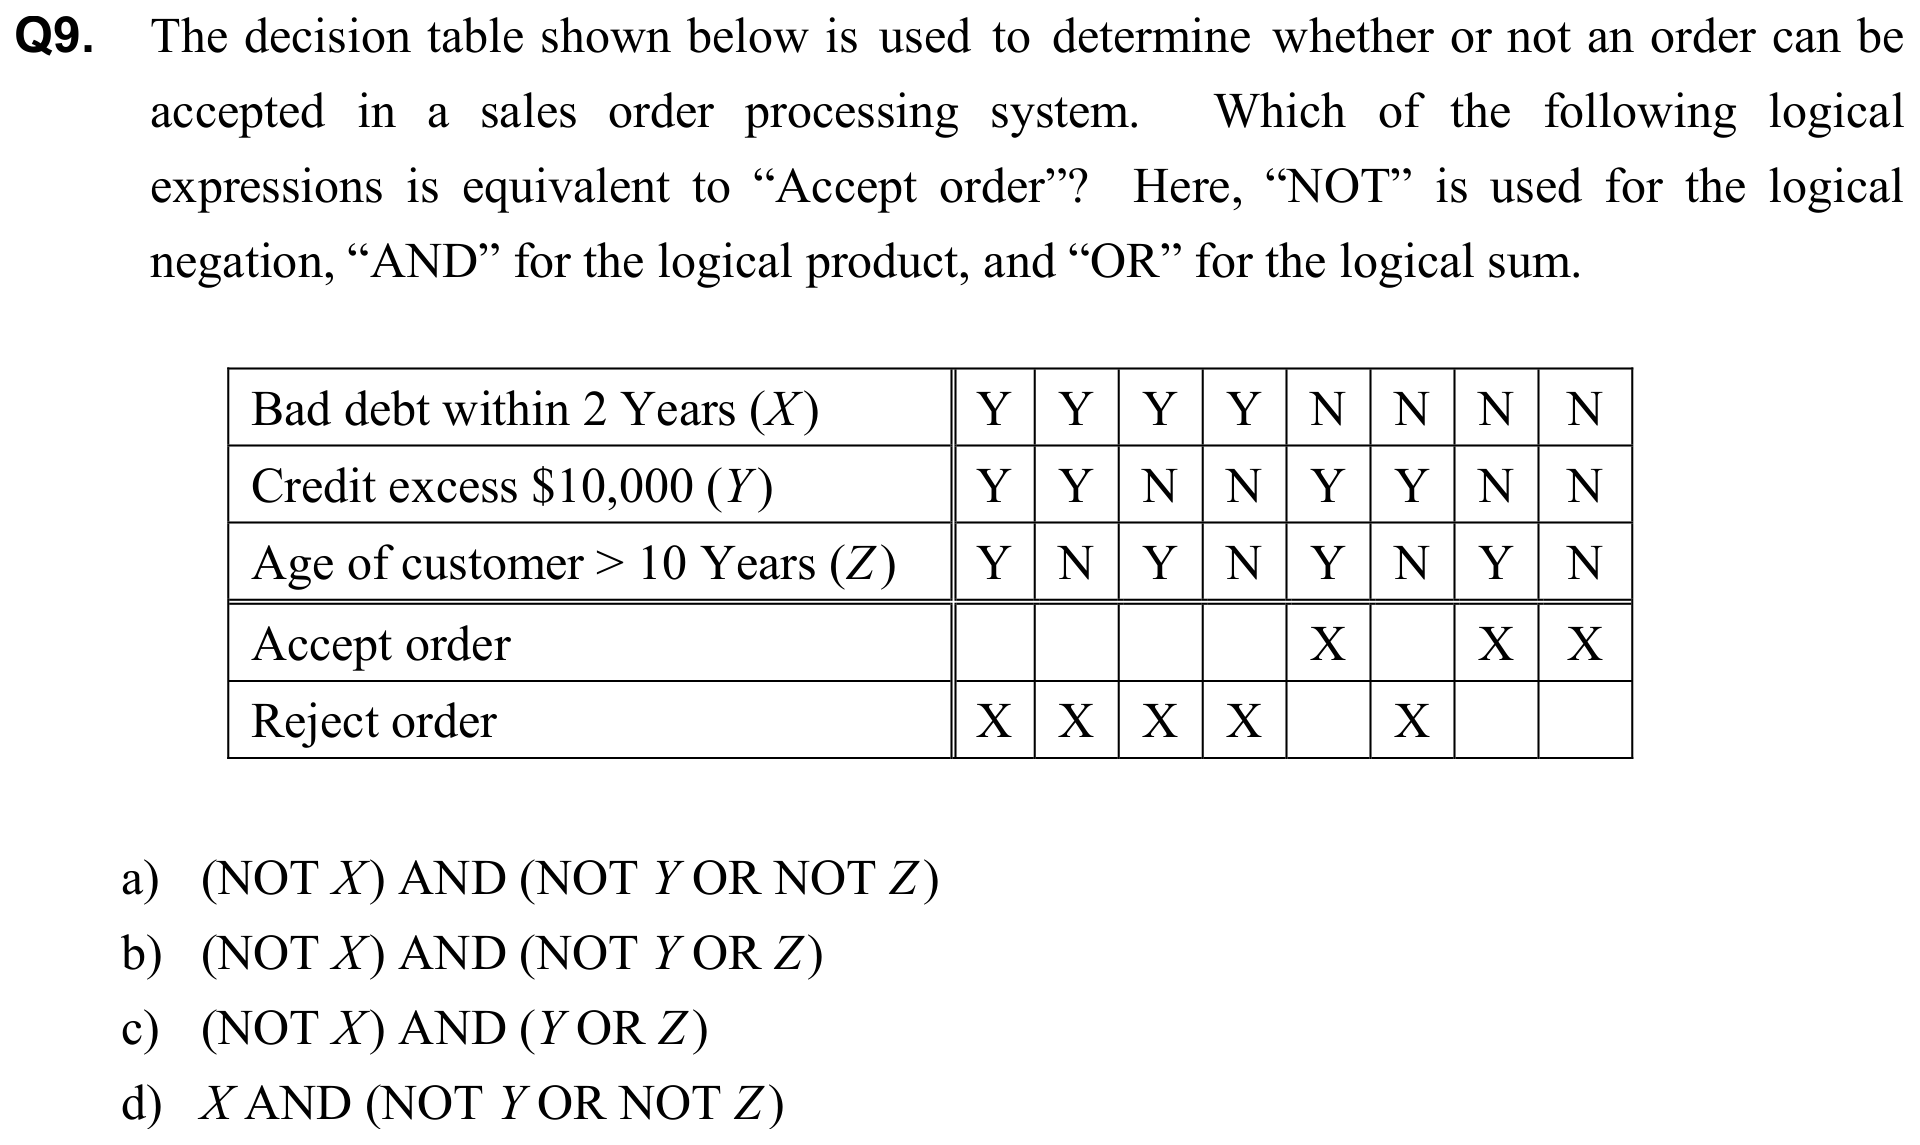 Q9. The decision table shown below is used to determine whether or not an order can be
accepted in a sales order processing system. Which of the following logical
expressions is equivalent to “Accept order”? Here, “NOT” is used for the logical
negation, “AND” for the logical product, and “OR” for the logical sum.
Bad debt within 2 Years (X) Y Y Y Y N N N N
Credit excess $10,000 (Y) Y Y N N Y Y N N
Age of customer > 10 Years (Z) Y N Y N Y N Y N
Accept order X X X
Reject order X X X X X
a) (NOT X) AND (NOT Y OR NOT Z)
b) (NOT X) AND (NOT Y OR Z)
c) (NOT X) AND (Y OR Z)
d) X AND (NOT Y OR NOT Z)